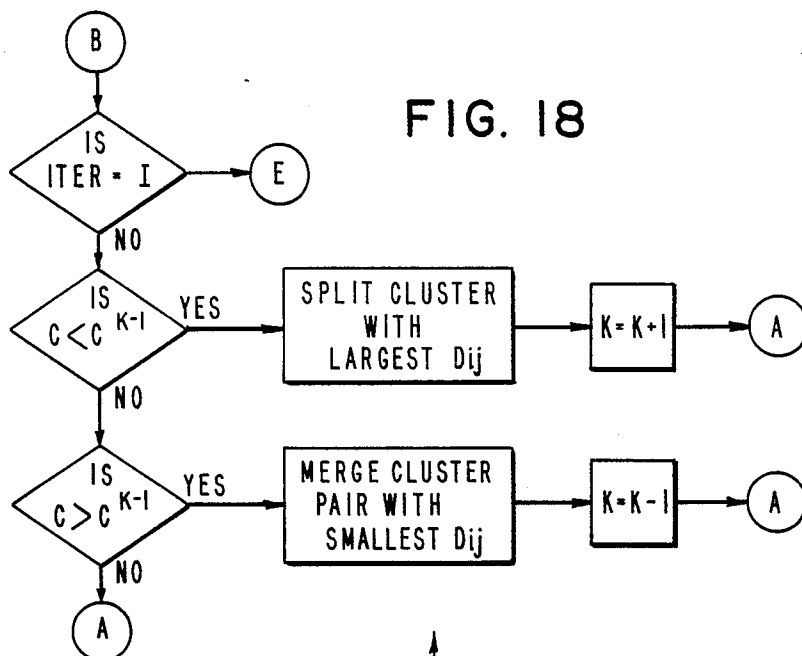 B
FIG. 18
IS
ITER = I
E
NO
IS
C < C K-1
YES
SPLIT CLUSTER
WITH
LARGEST Dij
K=K+1
A
NO
IS
C > C K-1
YES
MERGE CLUSTER
PAIR WITH
SMALLEST Dij
K=K-1
A
NO
A